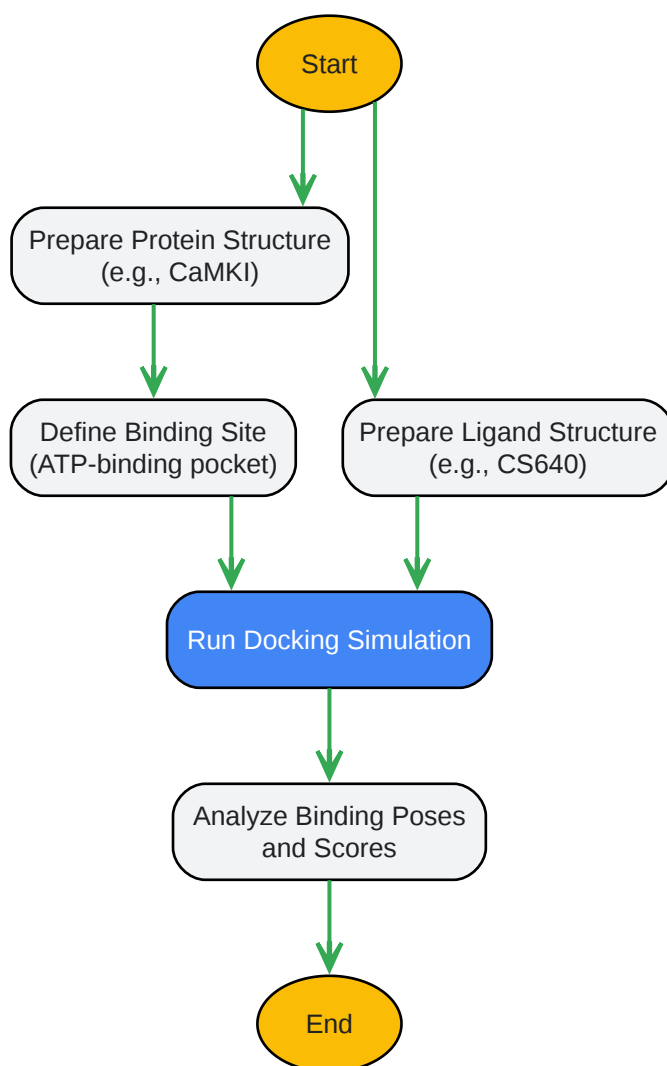 Start
Prepare Protein Structure
(e.g., CaMKI)
Define Binding Site
(ATP-binding pocket)
Prepare Ligand Structure
(e.g., CS640)
Run Docking Simulation
Analyze Binding Poses
and Scores
End